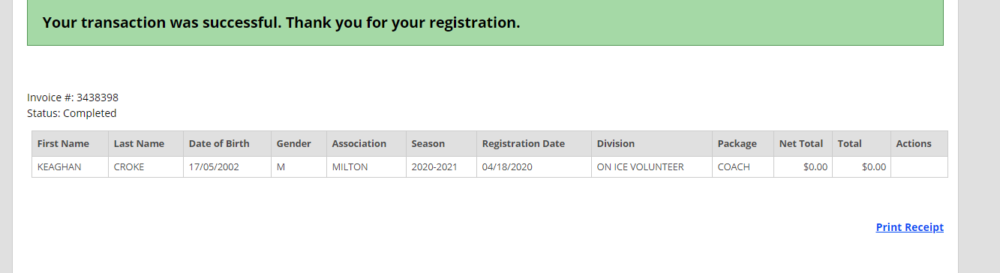 Your transaction was successful. Thank you for your registration.
Invoice #: 3438398
Status: Completed
First Name Last Name Date of Birth Gender Association Season Registration Date Division Package Net Total Total Actions
KEAGHAN CROKE 17/05/2002 M MILTON 2020-2021 04/18/2020 ON ICE VOLUNTEER COACH $0.00 $0.00
Print Receipt